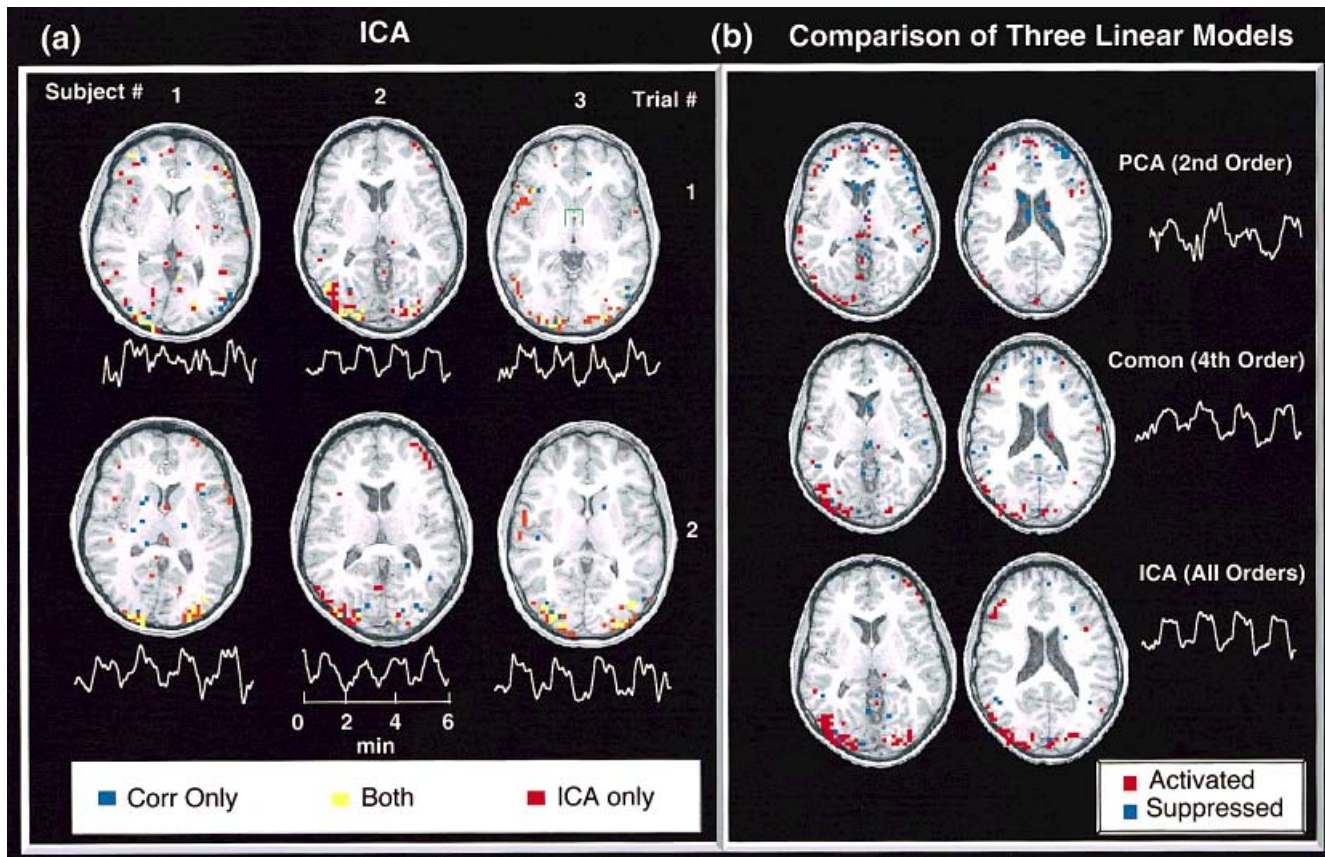 (a) ICA
Subject # 1 2 3 Trial #
1
2
0 2 4 6
min
Corr Only Both ICA only
(b) Comparison of Three Linear Models
PCA (2nd Order)
Comon (4th Order)
ICA (All Orders)
Activated
Suppressed